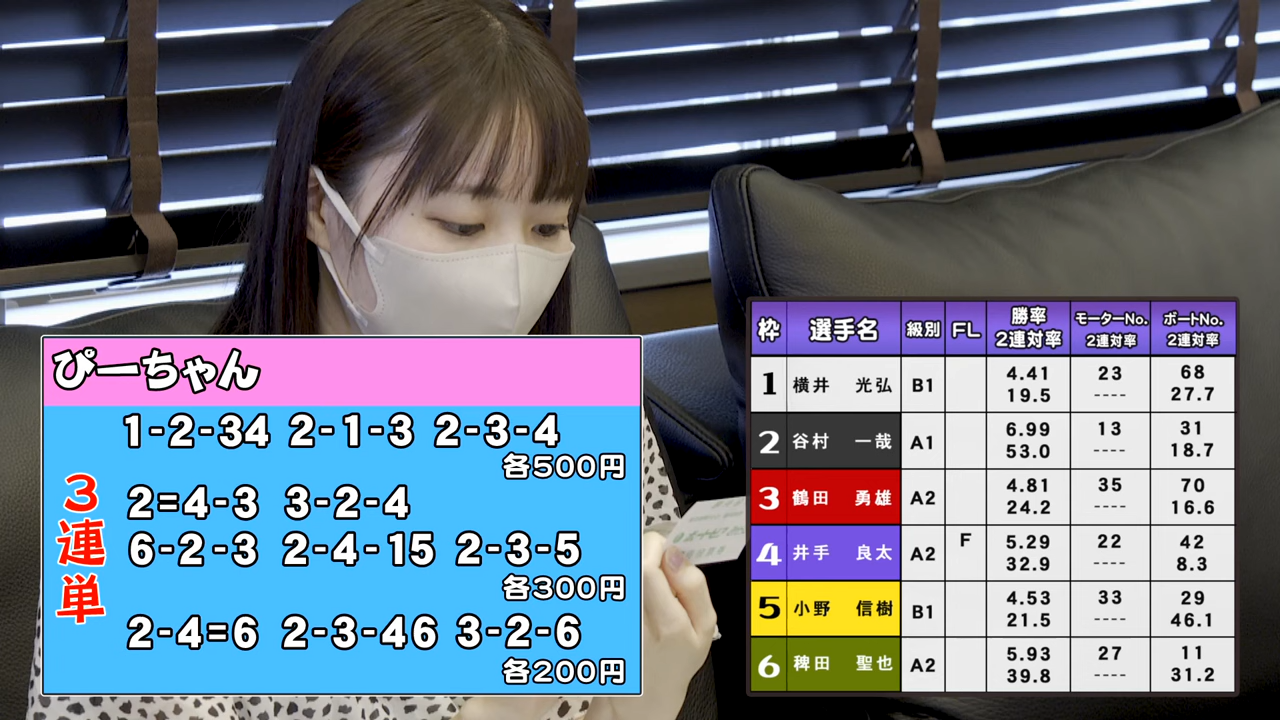 ぴーちゃん
3連単
1-2-34 2-1-3 2-3-4
各500円
2=4-3 3-2-4
6-2-3 2-4-15 2-3-5
各300円
2-4=6 2-3-46 3-2-6
各200円
枠 選手名 級別 FL 勝率 2連対率 モーターNo. 2連対率 ボートNo. 2連対率
1 横井 光弘 B1 4.41 19.5 23 ---- 68 27.7
2 谷村 一哉 A1 6.99 53.0 13 ---- 31 18.7
3 鶴田 勇雄 A2 4.81 24.2 35 ---- 70 16.6
4 井手 良太 A2 F 5.29 32.9 22 ---- 42 8.3
5 小野 信樹 B1 4.53 21.5 33 ---- 29 46.1
6 稗田 聖也 A2 5.93 39.8 27 ---- 11 31.2